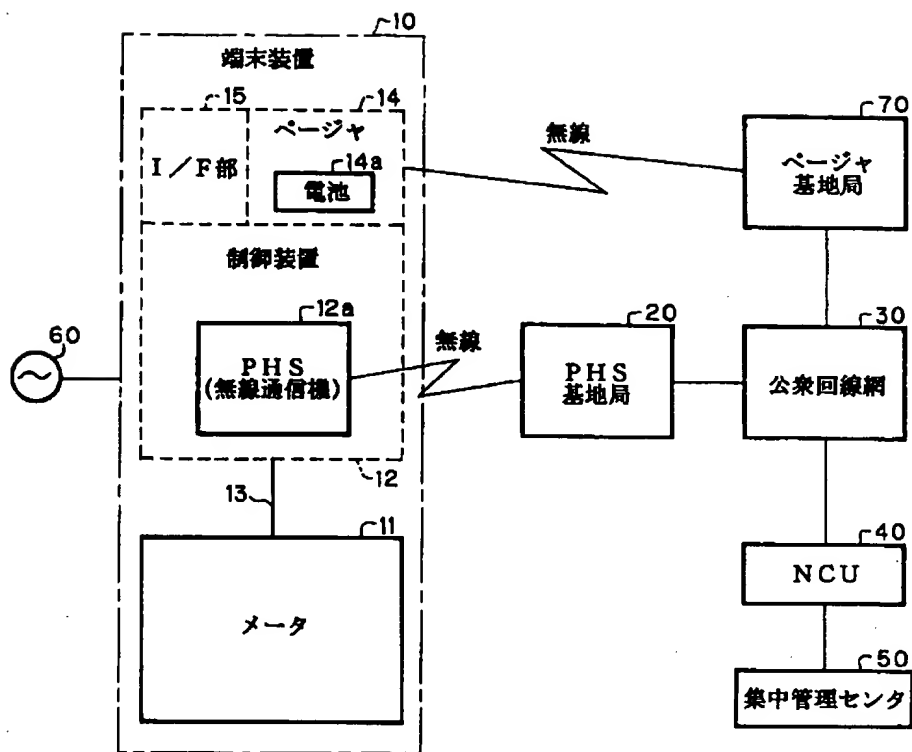 10
端末装置
15
14
ページャ
I/F部
14a
電池
無線
70
ページャ
基地局
制御装置
12a
PHS
(無線通信機)
60
無線
20
PHS
基地局
30
公衆回線網
12
13
11
メータ
40
NCU
50
集中管理センタ